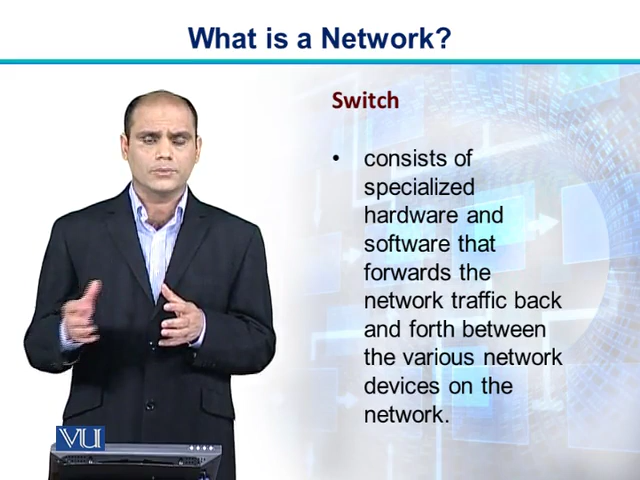 What is a Network?
Switch
• consists of
specialized
hardware and
software that
forwards the
network traffic back
and forth between
the various network
devices on the
network.
VU